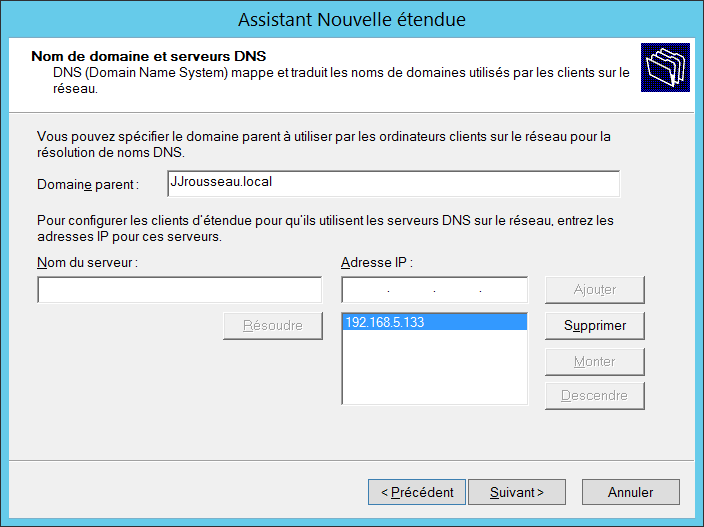 Assistant Nouvelle étendue
Nom de domaine et serveurs DNS
DNS (Domain Name System) mappe et traduit les noms de domaines utilisés par les clients sur le
réseau.
Vous pouvez spécifier le domaine parent à utiliser par les ordinateurs clients sur le réseau pour la
résolution de noms DNS.
Domaine parent : JJrousseau.local
Pour configurer les clients d'étendue pour qu'ils utilisent les serveurs DNS sur le réseau, entrez les
adresses IP pour ces serveurs.
Nom du serveur : Adresse IP :
. . . Ajouter
Résoudre 192.168.5.133 Supprimer
Monter
Descendre
< Précédent Suivant > Annuler